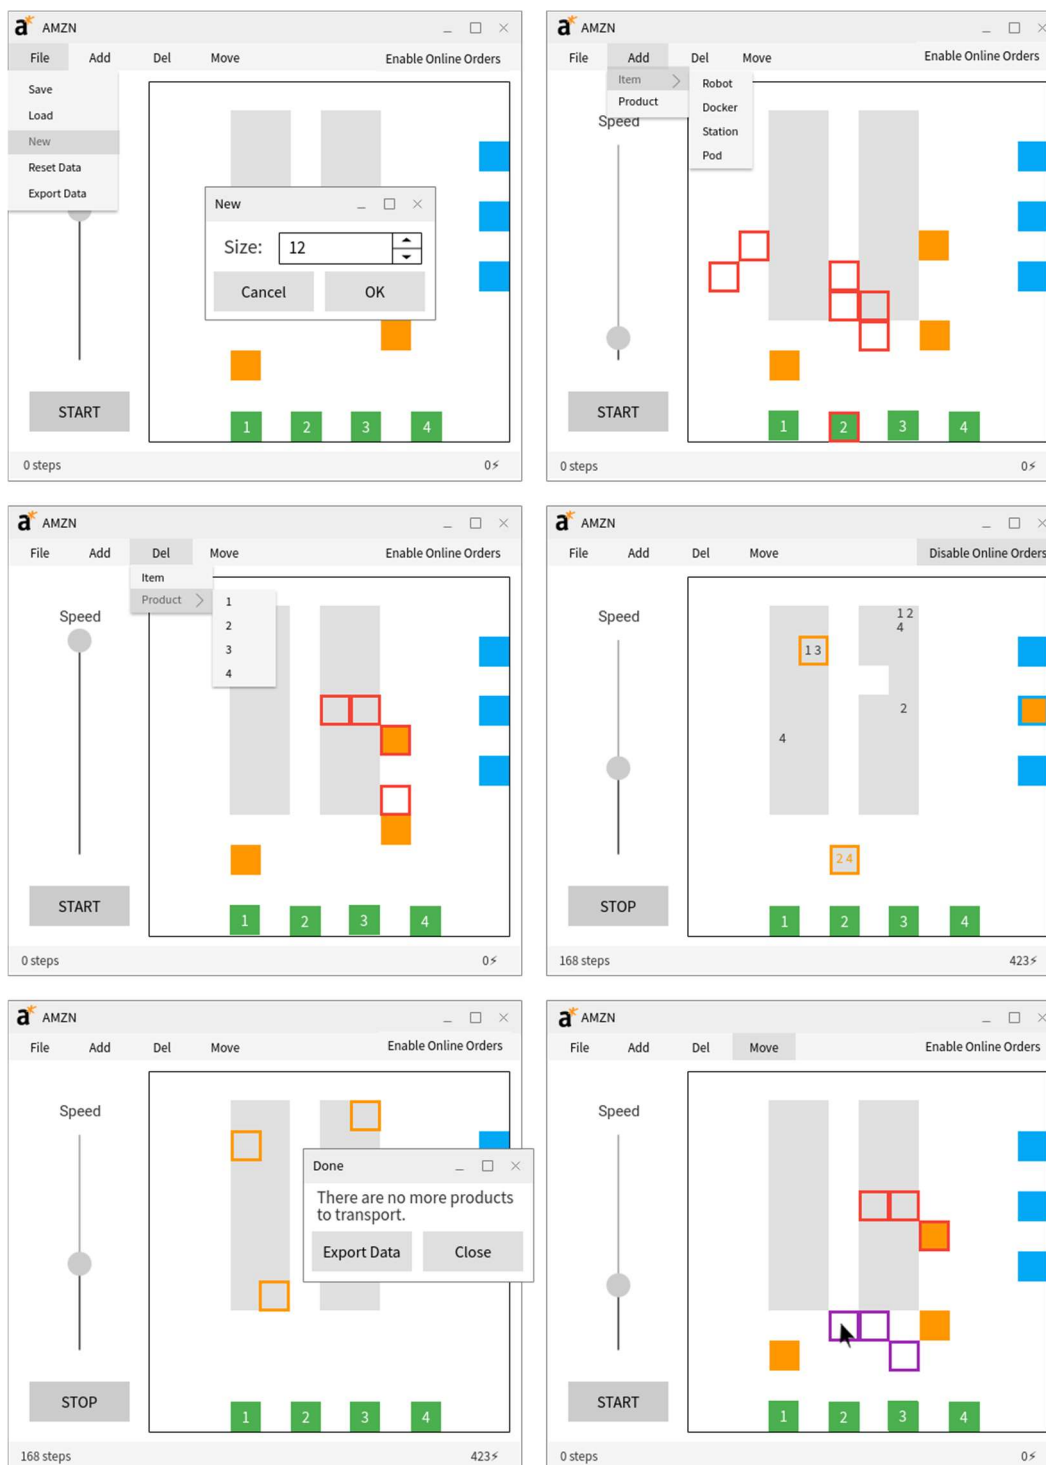 a AMZN
File Add Del Move Enable Online Orders
Save
Load
New
Reset Data
Export Data
New
Size: 12
Cancel OK
START
1 2 3 4
0 steps 0⚡
a AMZN
File Add Del Move Enable Online Orders
Item Robot
Product Docker
Speed Station
Pod
START
1 2 3 4
0 steps 0⚡
a AMZN
File Add Del Move Enable Online Orders
Item
Product 1
Speed 2
3
4
START
1 2 3 4
0 steps 0⚡
a AMZN
File Add Del Move Disable Online Orders
Speed
1 2
4
1 3
2
4
2 4
STOP
1 2 3 4
168 steps 423⚡
a AMZN
File Add Del Move Enable Online Orders
Speed
Done
There are no more products
to transport.
Export Data Close
STOP
1 2 3 4
168 steps 423⚡
a AMZN
File Add Del Move Enable Online Orders
Speed
START
1 2 3 4
0 steps 0⚡